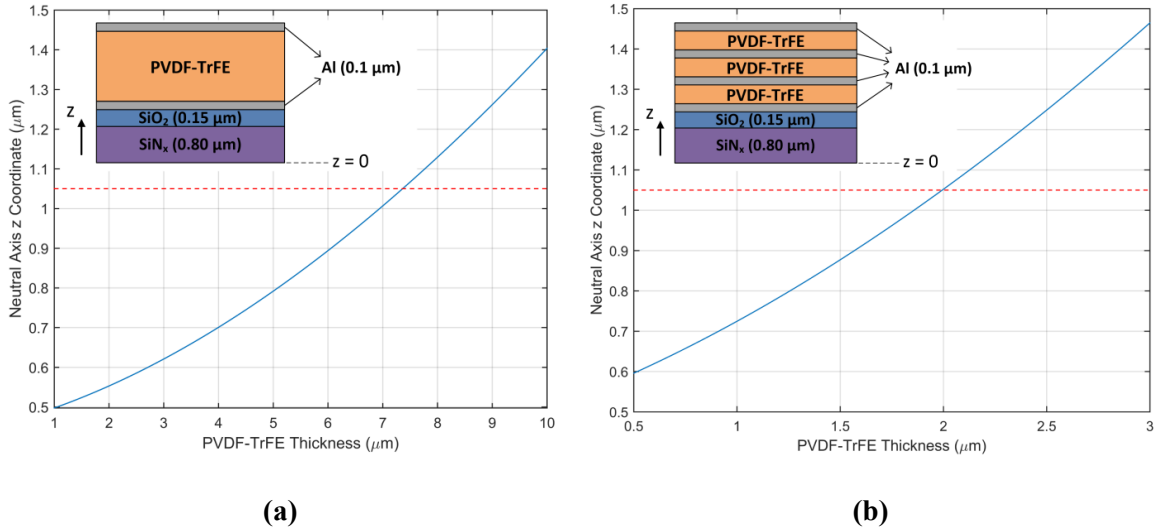 1.5
1.4
1.3
1.2
1.1
1
0.9
0.8
0.7
0.6
0.5
Neutral Axis z Coordinate (μm)
PVDF-TrFE
Al (0.1 μm)
SiO₂ (0.15 μm)
SiNₓ (0.80 μm)
z
z = 0
1 2 3 4 5 6 7 8 9 10
PVDF-TrFE Thickness (μm)
(a)
1.5
1.4
1.3
1.2
1.1
1
0.9
0.8
0.7
0.6
0.5
0.4
Neutral Axis z Coordinate (μm)
PVDF-TrFE
PVDF-TrFE
PVDF-TrFE
Al (0.1 μm)
SiO₂ (0.15 μm)
SiNₓ (0.80 μm)
z
z = 0
0.5 1 1.5 2 2.5 3
PVDF-TrFE Thickness (μm)
(b)